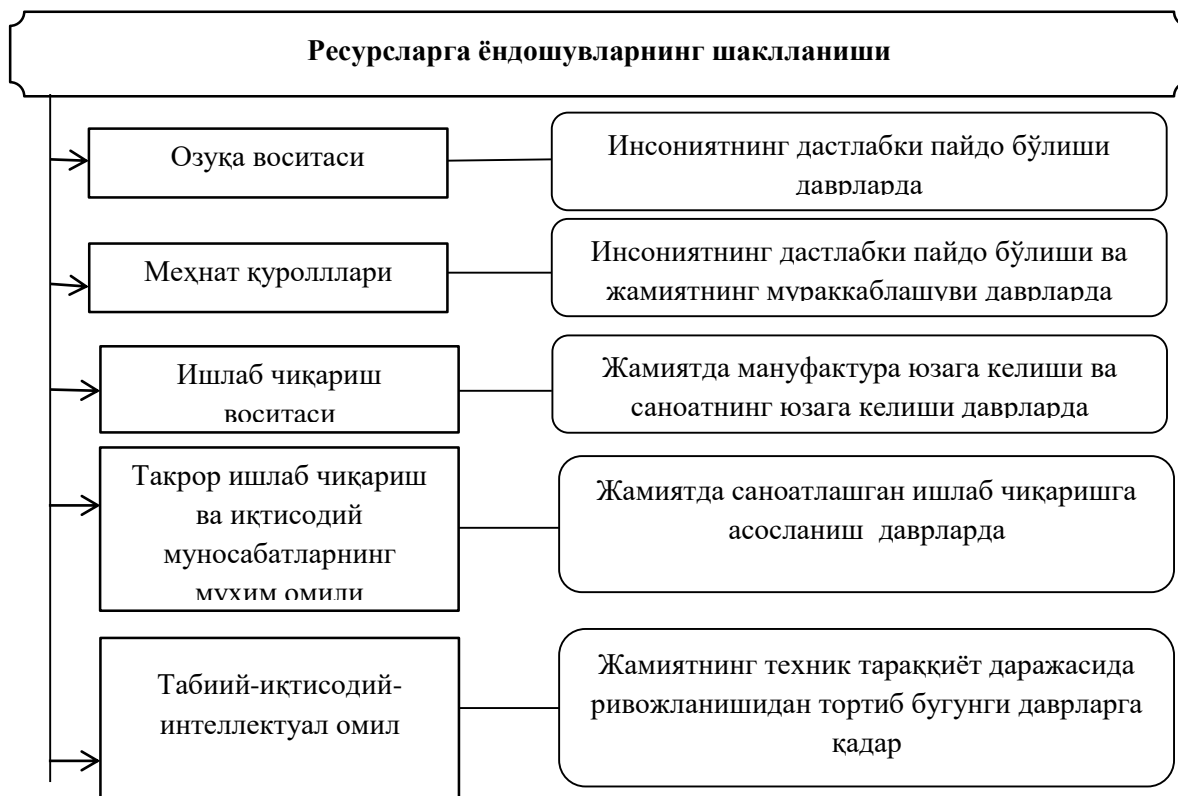 Ресурсларга ёндошувларнинг шаклланиши
Озуқа воситаси
Инсониятнинг дастлабки пайдо бўлиши
даврларда
Меҳнат қуролллари
Инсониятнинг дастлабки пайдо бўлиши ва
жамиятнинг мураккаблашуви даврларда
Ишлаб чиқариш
воситаси
Жамиятда мануфактура юзага келиши ва
саноатнинг юзага келиши даврларда
Такрор ишлаб чиқариш
ва иқтисодий
муносабатларнинг
муҳим омили
Жамиятда саноатлашган ишлаб чиқаришга
асосланиш даврларда
Табиий-иқтисодий-
интеллектуал омил
Жамиятнинг техник тараққиёт даражасида
ривожланишидан тортиб бугунги даврларга
қадар